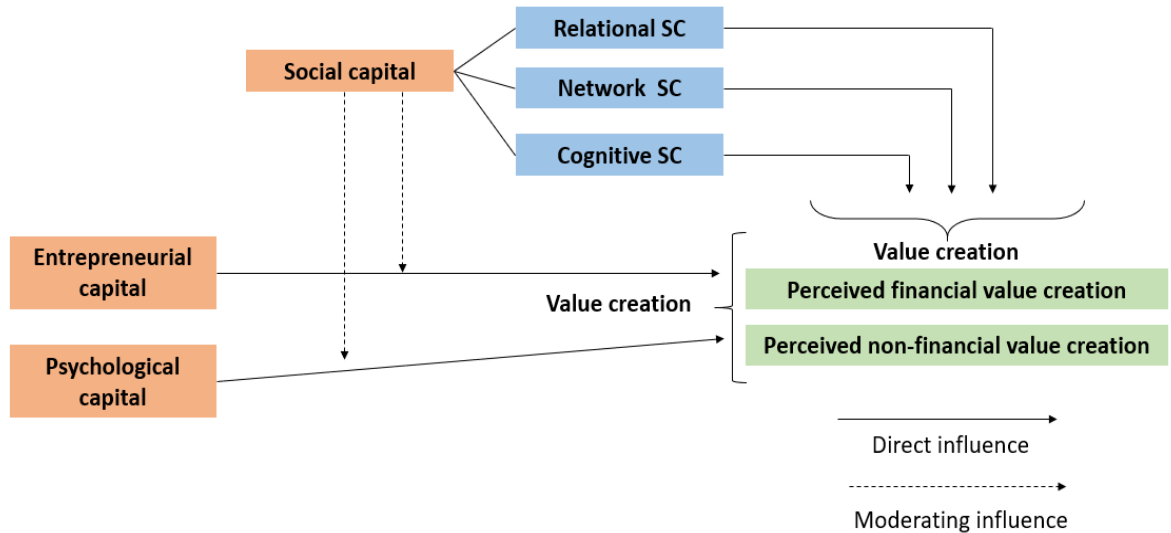 Relational SC
Social capital
Network SC
Cognitive SC
Entrepreneurial
capital
Value creation
Perceived financial value creation
Value creation
Perceived non-financial value creation
Psychological
capital
Direct influence
Moderating influence